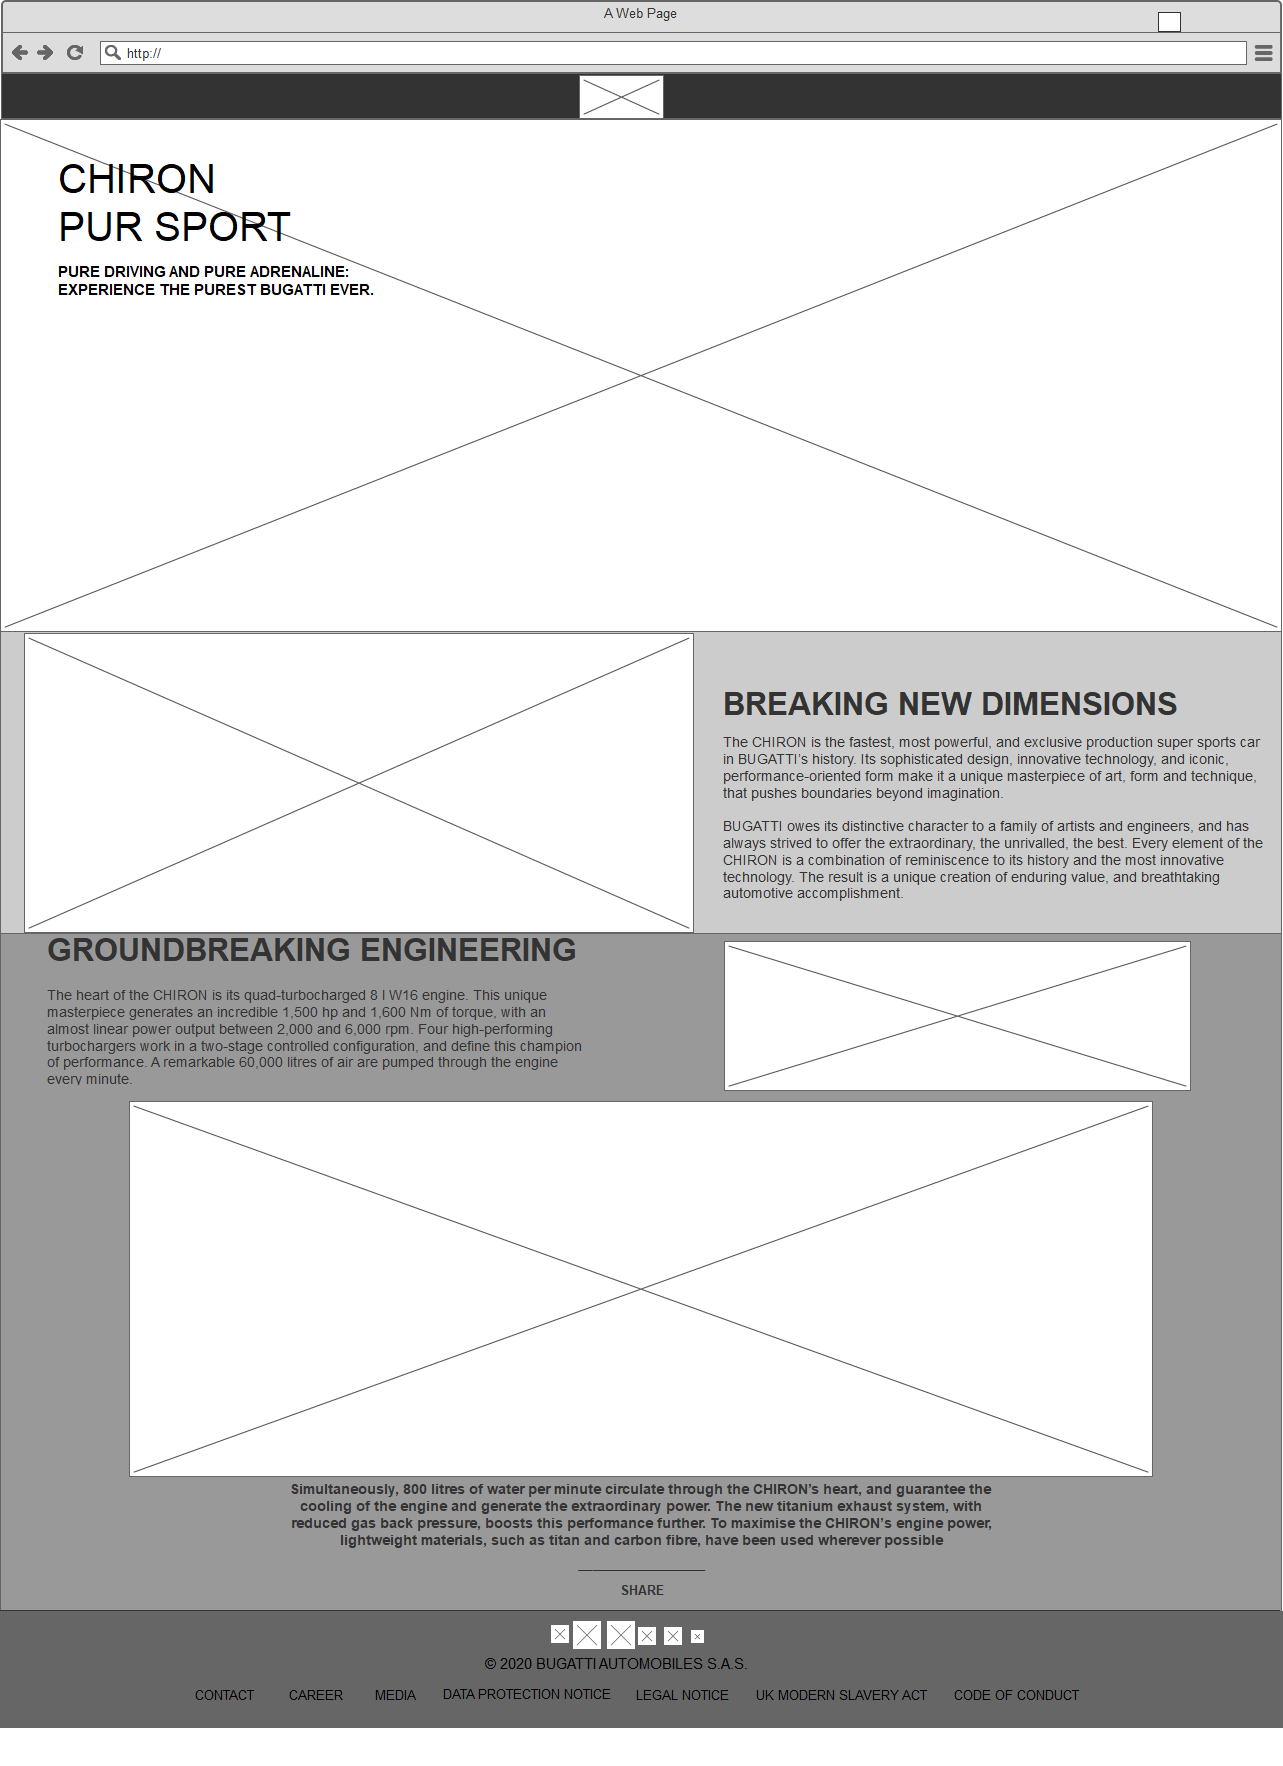 A Web Page
http://
CHIRON
PUR SPORT
PURE DRIVING AND PURE ADRENALINE:
EXPERIENCE THE PUREST BUGATTI EVER.
BREAKING NEW DIMENSIONS
The CHIRON is the fastest, most powerful, and exclusive production super sports car
in BUGATTI’s history. Its sophisticated design, innovative technology, and iconic,
performance-oriented form make it a unique masterpiece of art, form and technique,
that pushes boundaries beyond imagination.
BUGATTI owes its distinctive character to a family of artists and engineers, and has
always strived to offer the extraordinary, the unrivalled, the best. Every element of the
CHIRON is a combination of reminiscence to its history and the most innovative
technology. The result is a unique creation of enduring value, and breathtaking
automotive accomplishment.
GROUNDBREAKING ENGINEERING
The heart of the CHIRON is its quad-turbocharged 8 l W16 engine. This unique
masterpiece generates an incredible 1,500 hp and 1,600 Nm of torque, with an
almost linear power output between 2,000 and 6,000 rpm. Four high-performing
turbochargers work in a two-stage controlled configuration, and define this champion
of performance. A remarkable 60,000 litres of air are pumped through the engine
every minute.
Simultaneously, 800 litres of water per minute circulate through the CHIRON’s heart, and guarantee the
cooling of the engine and generate the extraordinary power. The new titanium exhaust system, with
reduced gas back pressure, boosts this performance further. To maximise the CHIRON’s engine power,
lightweight materials, such as titan and carbon fibre, have been used wherever possible
SHARE
© 2020 BUGATTI AUTOMOBILES S.A.S.
CONTACT CAREER MEDIA DATA PROTECTION NOTICE LEGAL NOTICE UK MODERN SLAVERY ACT CODE OF CONDUCT